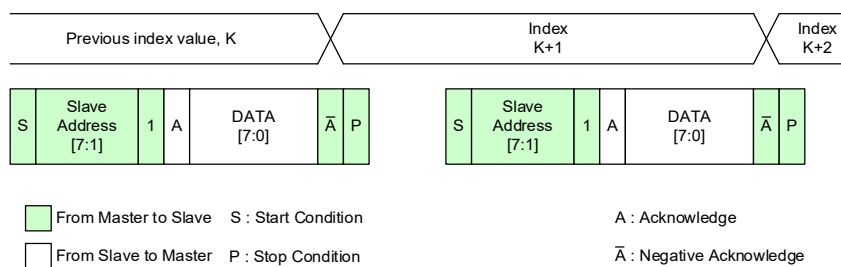 Previous index value, K
Index
K+1
Index
K+2
S
Slave
Address
[7:1]
1
A
DATA
[7:0]
A̅
P
S
Slave
Address
[7:1]
1
A
DATA
[7:0]
A̅
P
From Master to Slave
S : Start Condition
A : Acknowledge
From Slave to Master
P : Stop Condition
A̅ : Negative Acknowledge